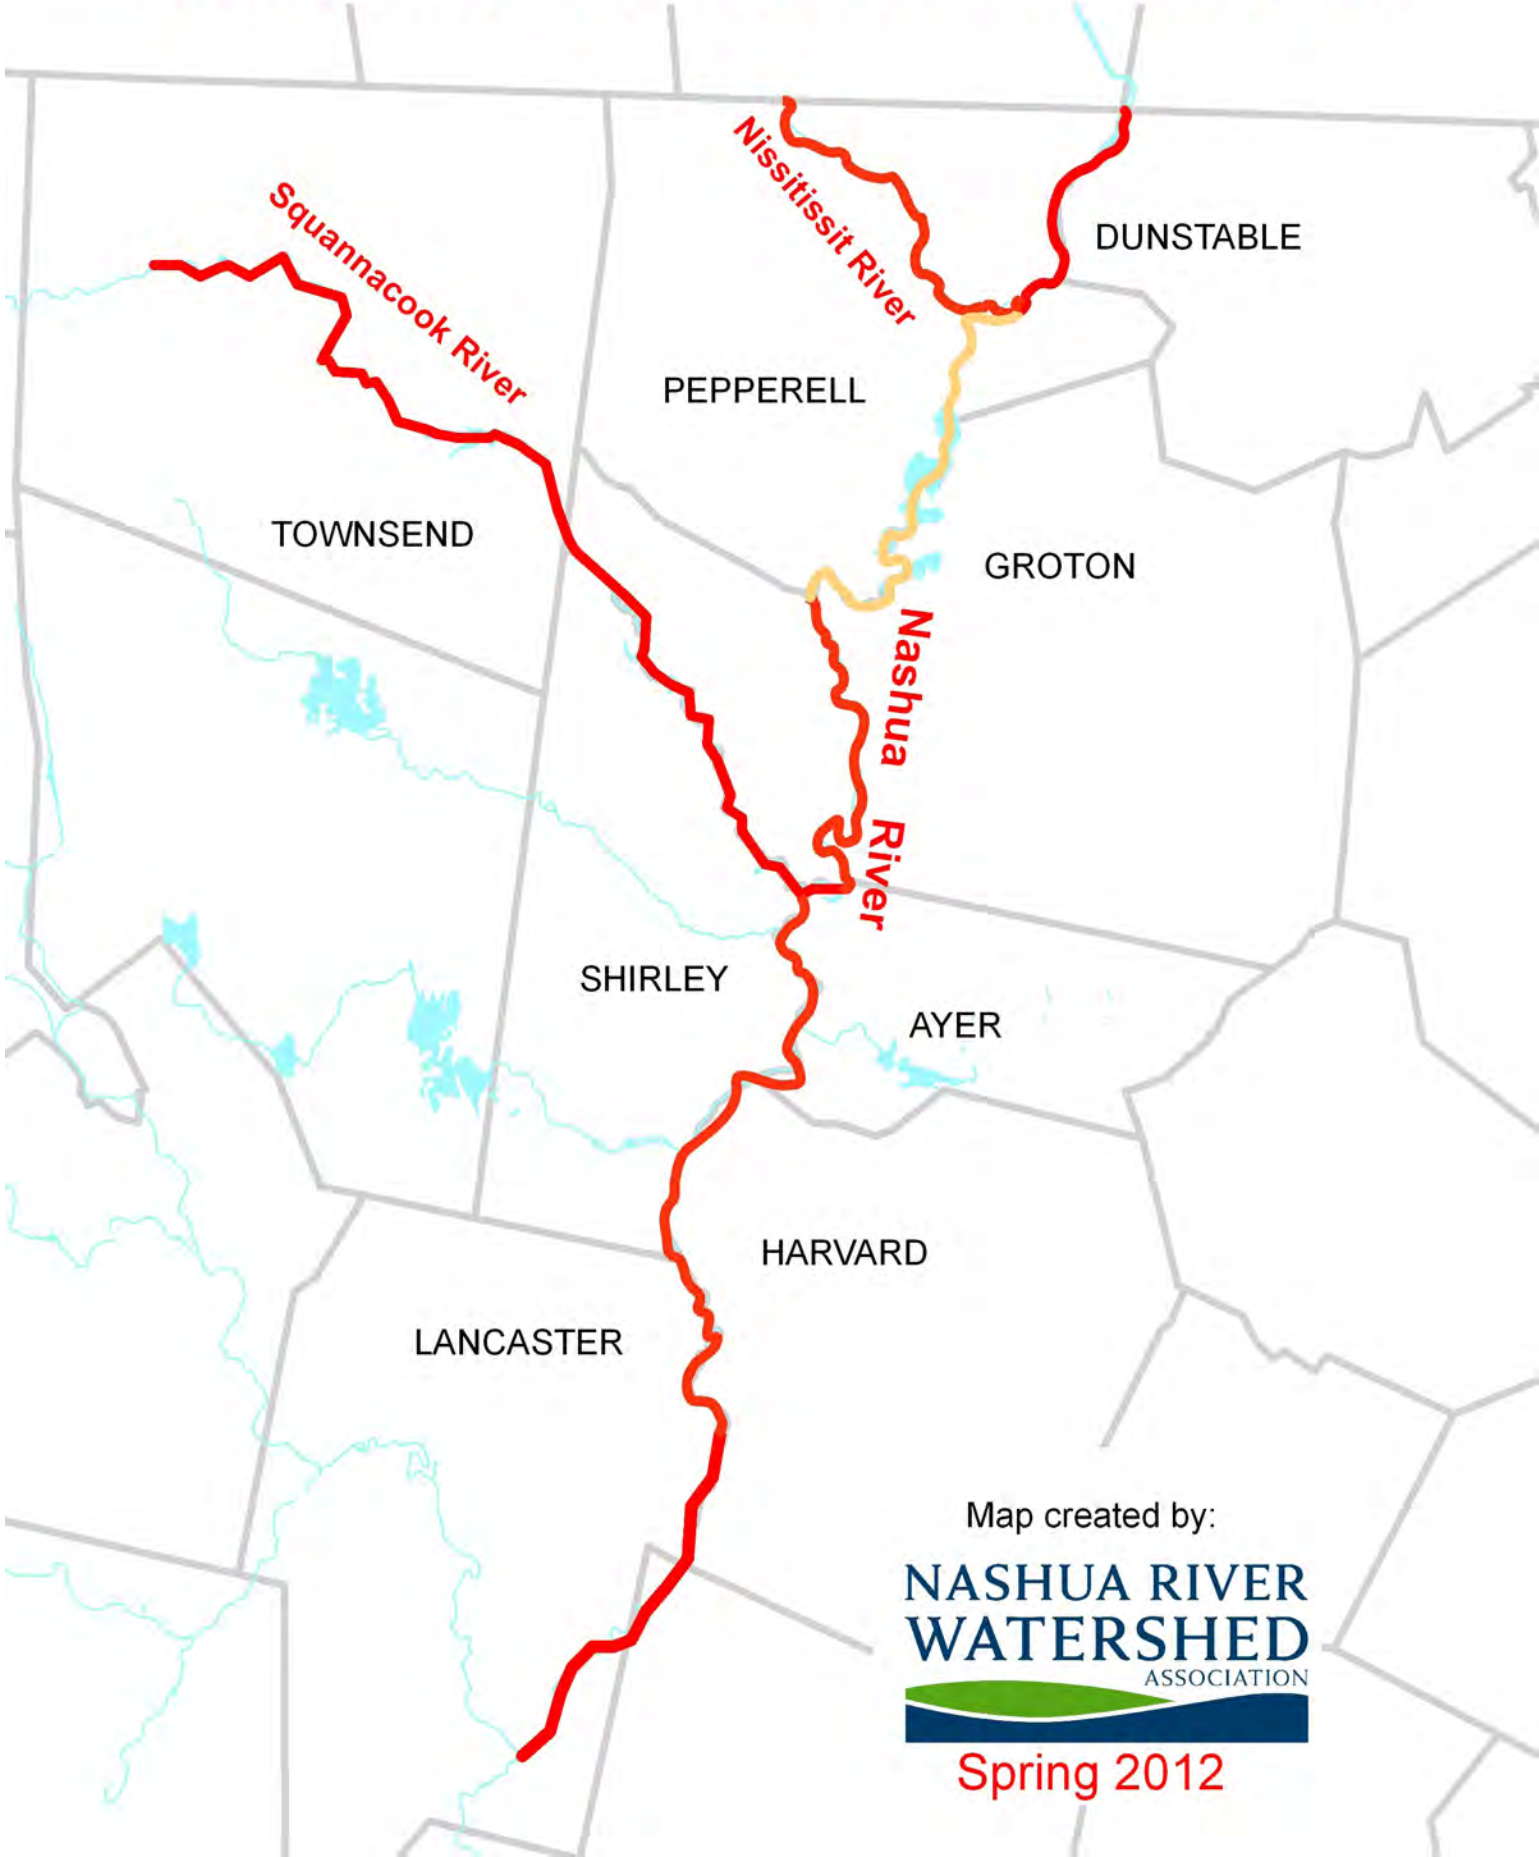 Nissitissit River
Squannacook River
DUNSTABLE
PEPPERELL
TOWNSEND
GROTON
Nashua River
SHIRLEY
AYER
HARVARD
LANCASTER
Map created by:
NASHUA RIVER
WATERSHED
ASSOCIATION
Spring 2012